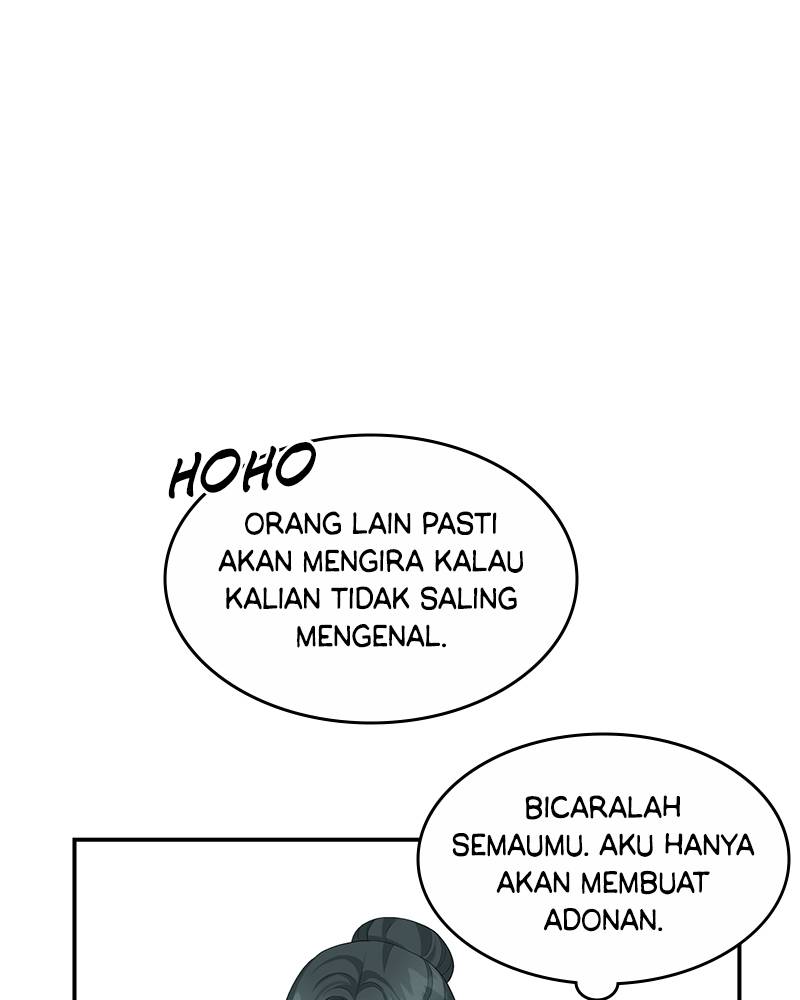 HOHO
ORANG LAIN PASTI
AKAN MENGIRA KALAU
KALIAN TIDAK SALING
MENGENAL.
BICARALAH
SEMAUMU. AKU HANYA
AKAN MEMBUAT
ADONAN.